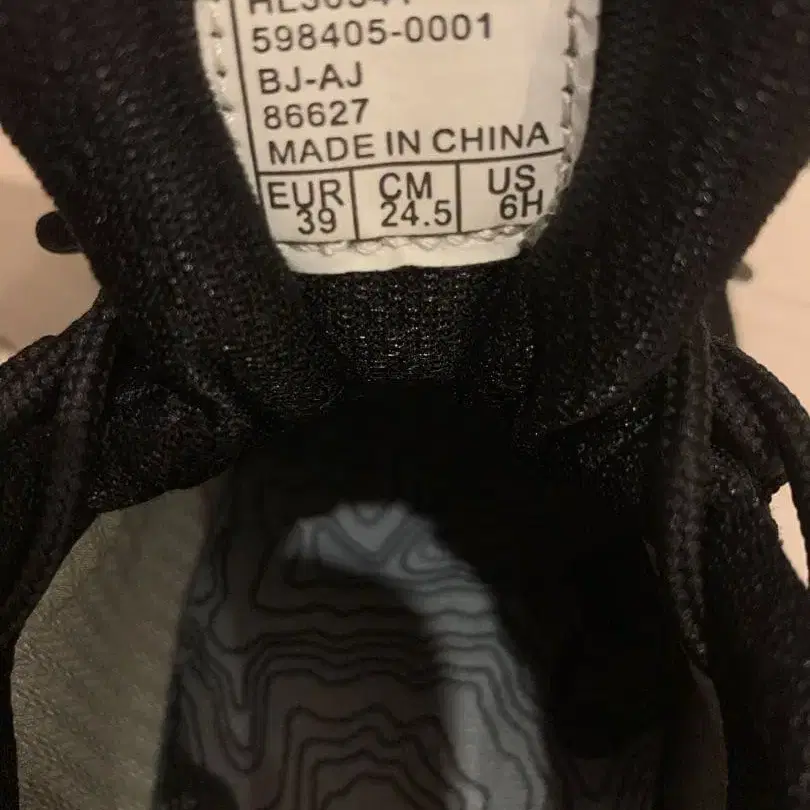 598405-0001
BJ-AJ
86627
MADE IN CHINA
EUR CM US
39 24.5 6H